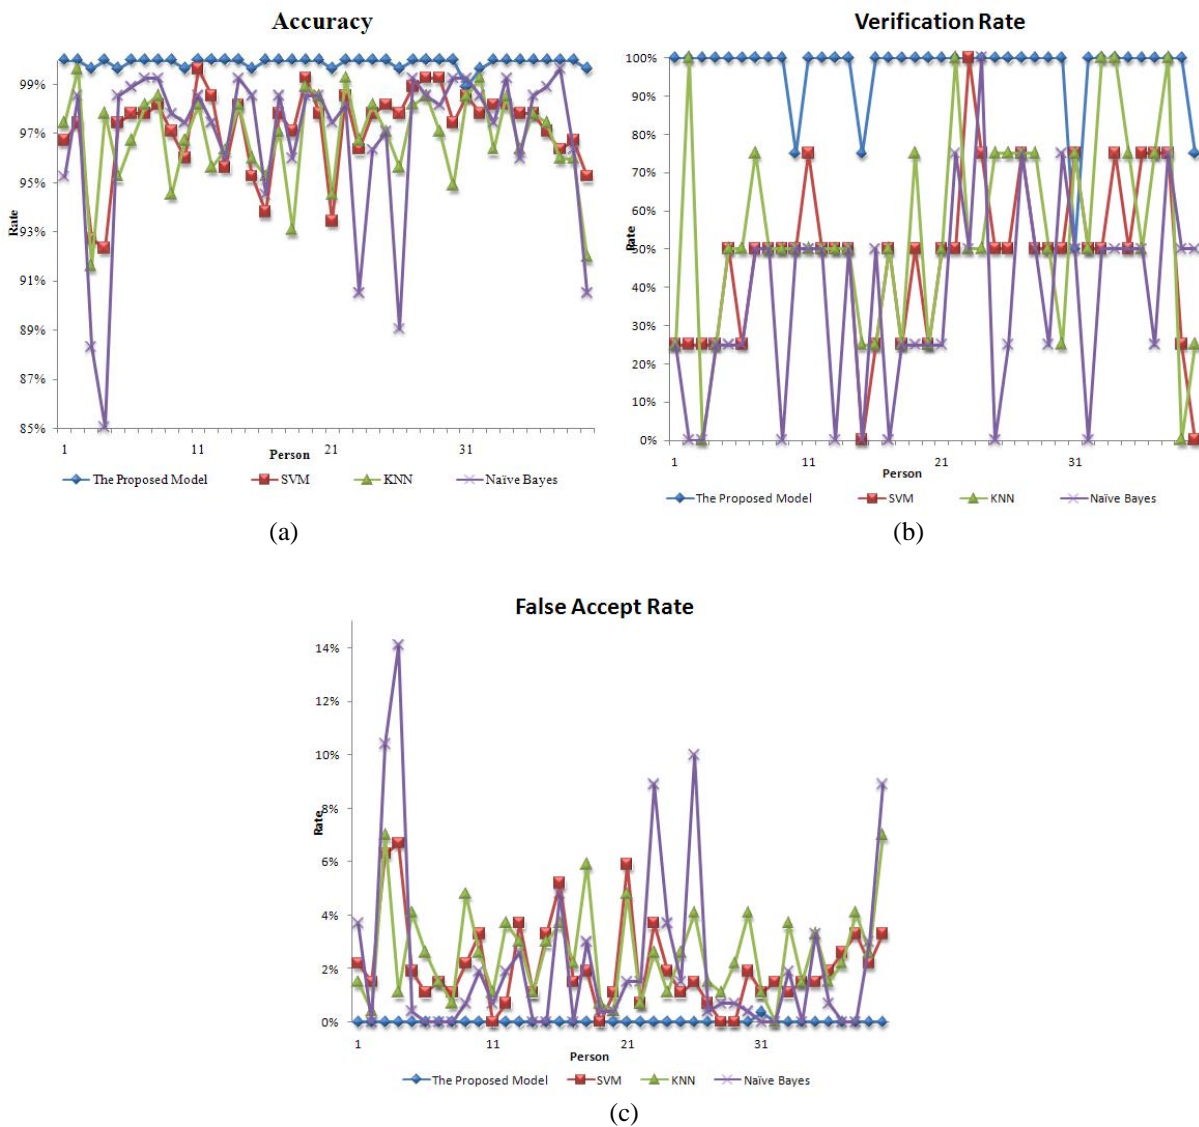 Accuracy
99%
97%
95%
93%
91%
89%
87%
85%
Rate
1
11
21
31
Person
The Proposed Model
SVM
KNN
Naïve Bayes
(a)
Verification Rate
100%
90%
80%
70%
60%
50%
40%
30%
20%
10%
0%
Rate
1
11
21
31
Person
The Proposed Model
SVM
KNN
Naïve Bayes
(b)
False Accept Rate
14%
12%
10%
8%
6%
4%
2%
0%
Rate
1
11
21
31
Person
The Proposed Model
SVM
KNN
Naïve Bayes
(c)